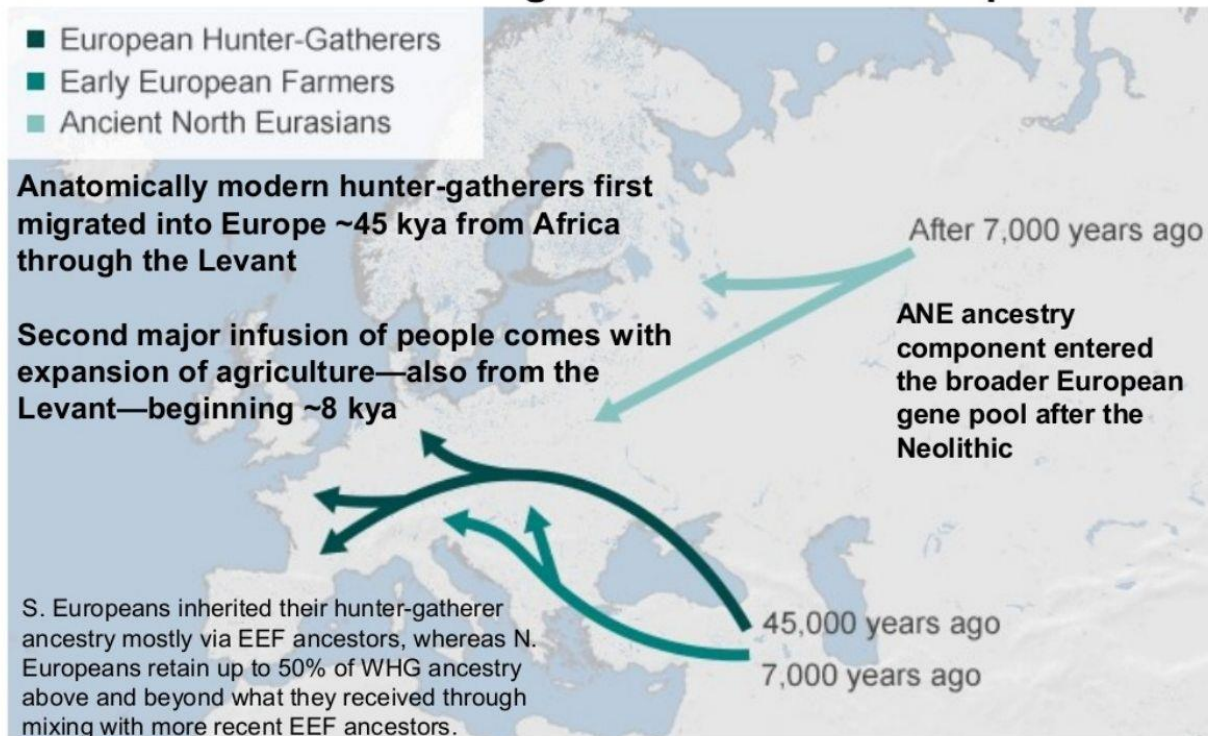 European Hunter-Gatherers
Early European Farmers
Ancient North Eurasians
Anatomically modern hunter-gatherers first
migrated into Europe ~45 kya from Africa
through the Levant
Second major infusion of people comes with
expansion of agriculture—also from the
Levant—beginning ~8 kya
After 7,000 years ago
ANE ancestry
component entered
the broader European
gene pool after the
Neolithic
S. Europeans inherited their hunter-gatherer
ancestry mostly via EEF ancestors, whereas N.
Europeans retain up to 50% of WHG ancestry
above and beyond what they received through
mixing with more recent EEF ancestors.
45,000 years ago
7,000 years ago